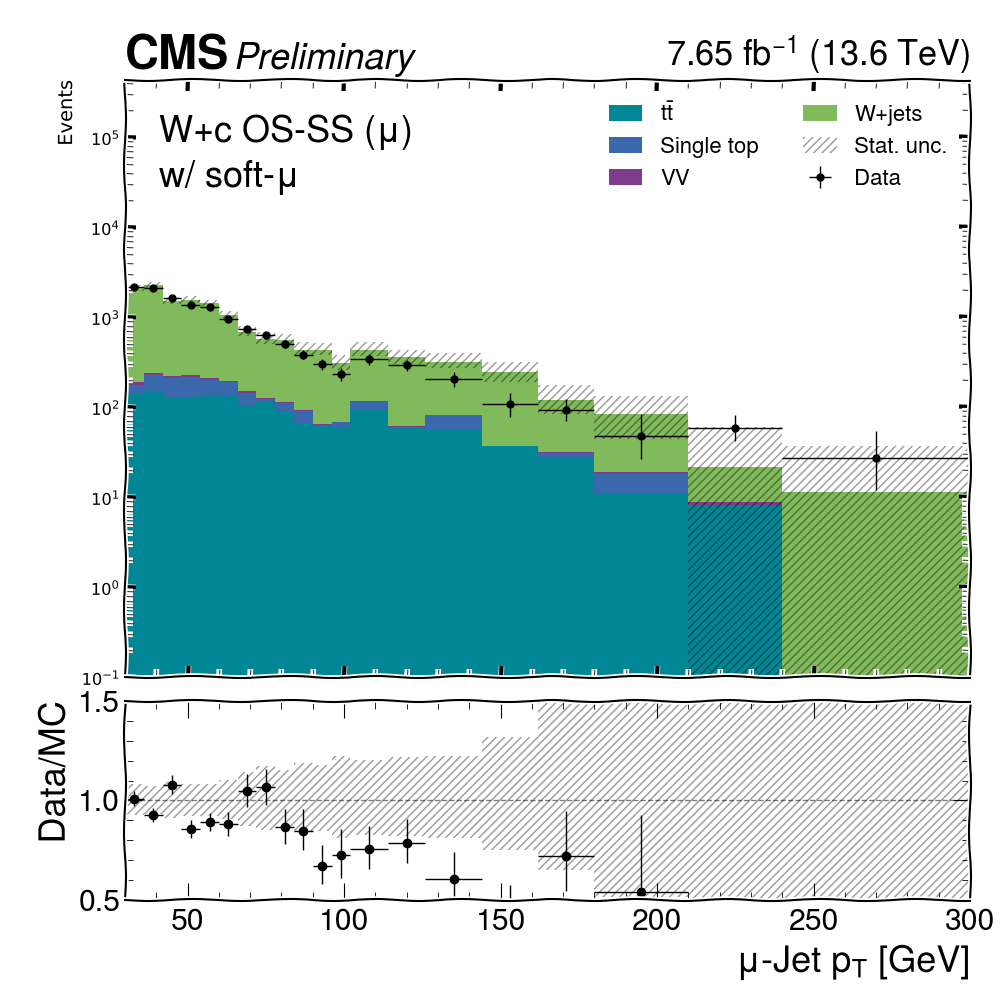 CMS Preliminary 7.65 fb⁻¹ (13.6 TeV)
Events
W+c OS-SS (μ)
w/ soft-μ
tt̄ W+jets
Single top Stat. unc.
VV Data
10⁵
10⁴
10³
10²
10¹
10⁰
10⁻¹
Data/MC
1.5
1.0
0.5
50 100 150 200 250 300
μ-Jet p_T [GeV]